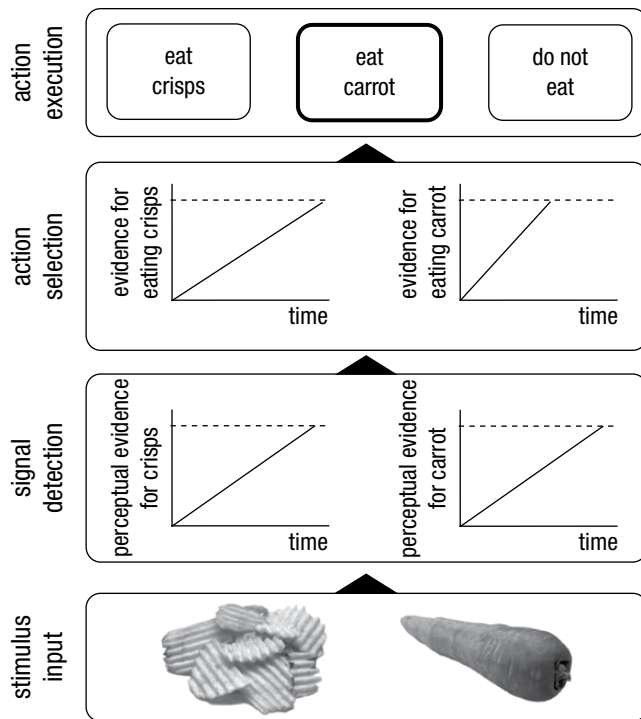 action
execution
eat
crisps
eat
carrot
do not
eat
action
selection
evidence for
eating crisps
time
evidence for
eating carrot
time
signal
detection
perceptual evidence
for crisps
time
perceptual evidence
for carrot
time
stimulus
input